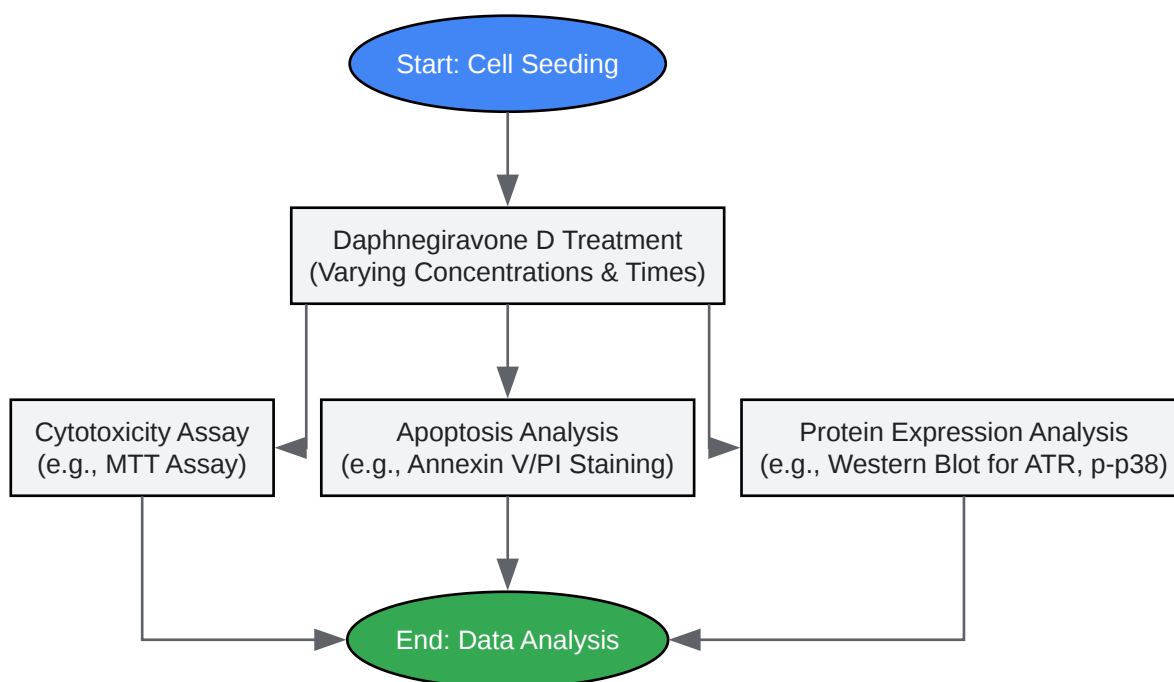 Start: Cell Seeding
Daphnegiravone D Treatment
(Varying Concentrations & Times)
Cytotoxicity Assay
(e.g., MTT Assay)
Apoptosis Analysis
(e.g., Annexin V/PI Staining)
Protein Expression Analysis
(e.g., Western Blot for ATR, p-p38)
End: Data Analysis